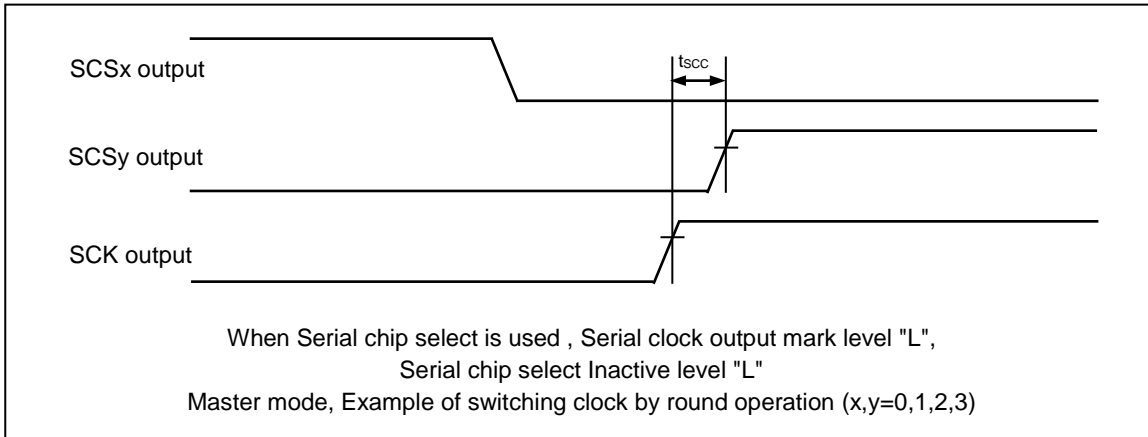 tscc
SCSx output
SCSy output
SCK output
When Serial chip select is used , Serial clock output mark level "L",
Serial chip select Inactive level "L"
Master mode, Example of switching clock by round operation (x,y=0,1,2,3)